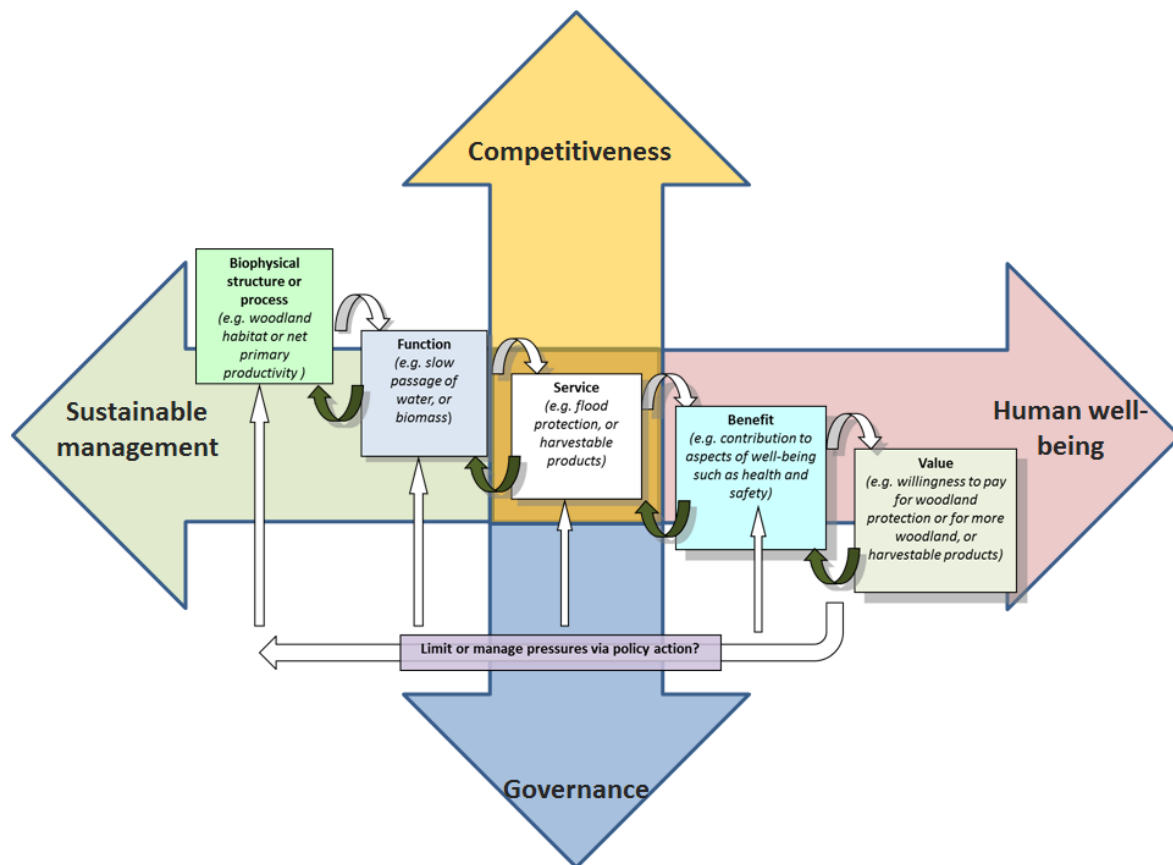 Competitiveness
Biophysical
structure or
process
(e.g. woodland
habitat or net
primary
productivity )
Function
(e.g. slow
passage of
water, or
biomass)
Service
(e.g. flood
protection, or
harvestable
products)
Benefit
(e.g. contribution to
aspects of well-being
such as health and
safety)
Value
(e.g. willingness to pay
for woodland
protection or for more
woodland, or
harvestable products)
Sustainable
management
Human well-
being
Limit or manage pressures via policy action?
Governance